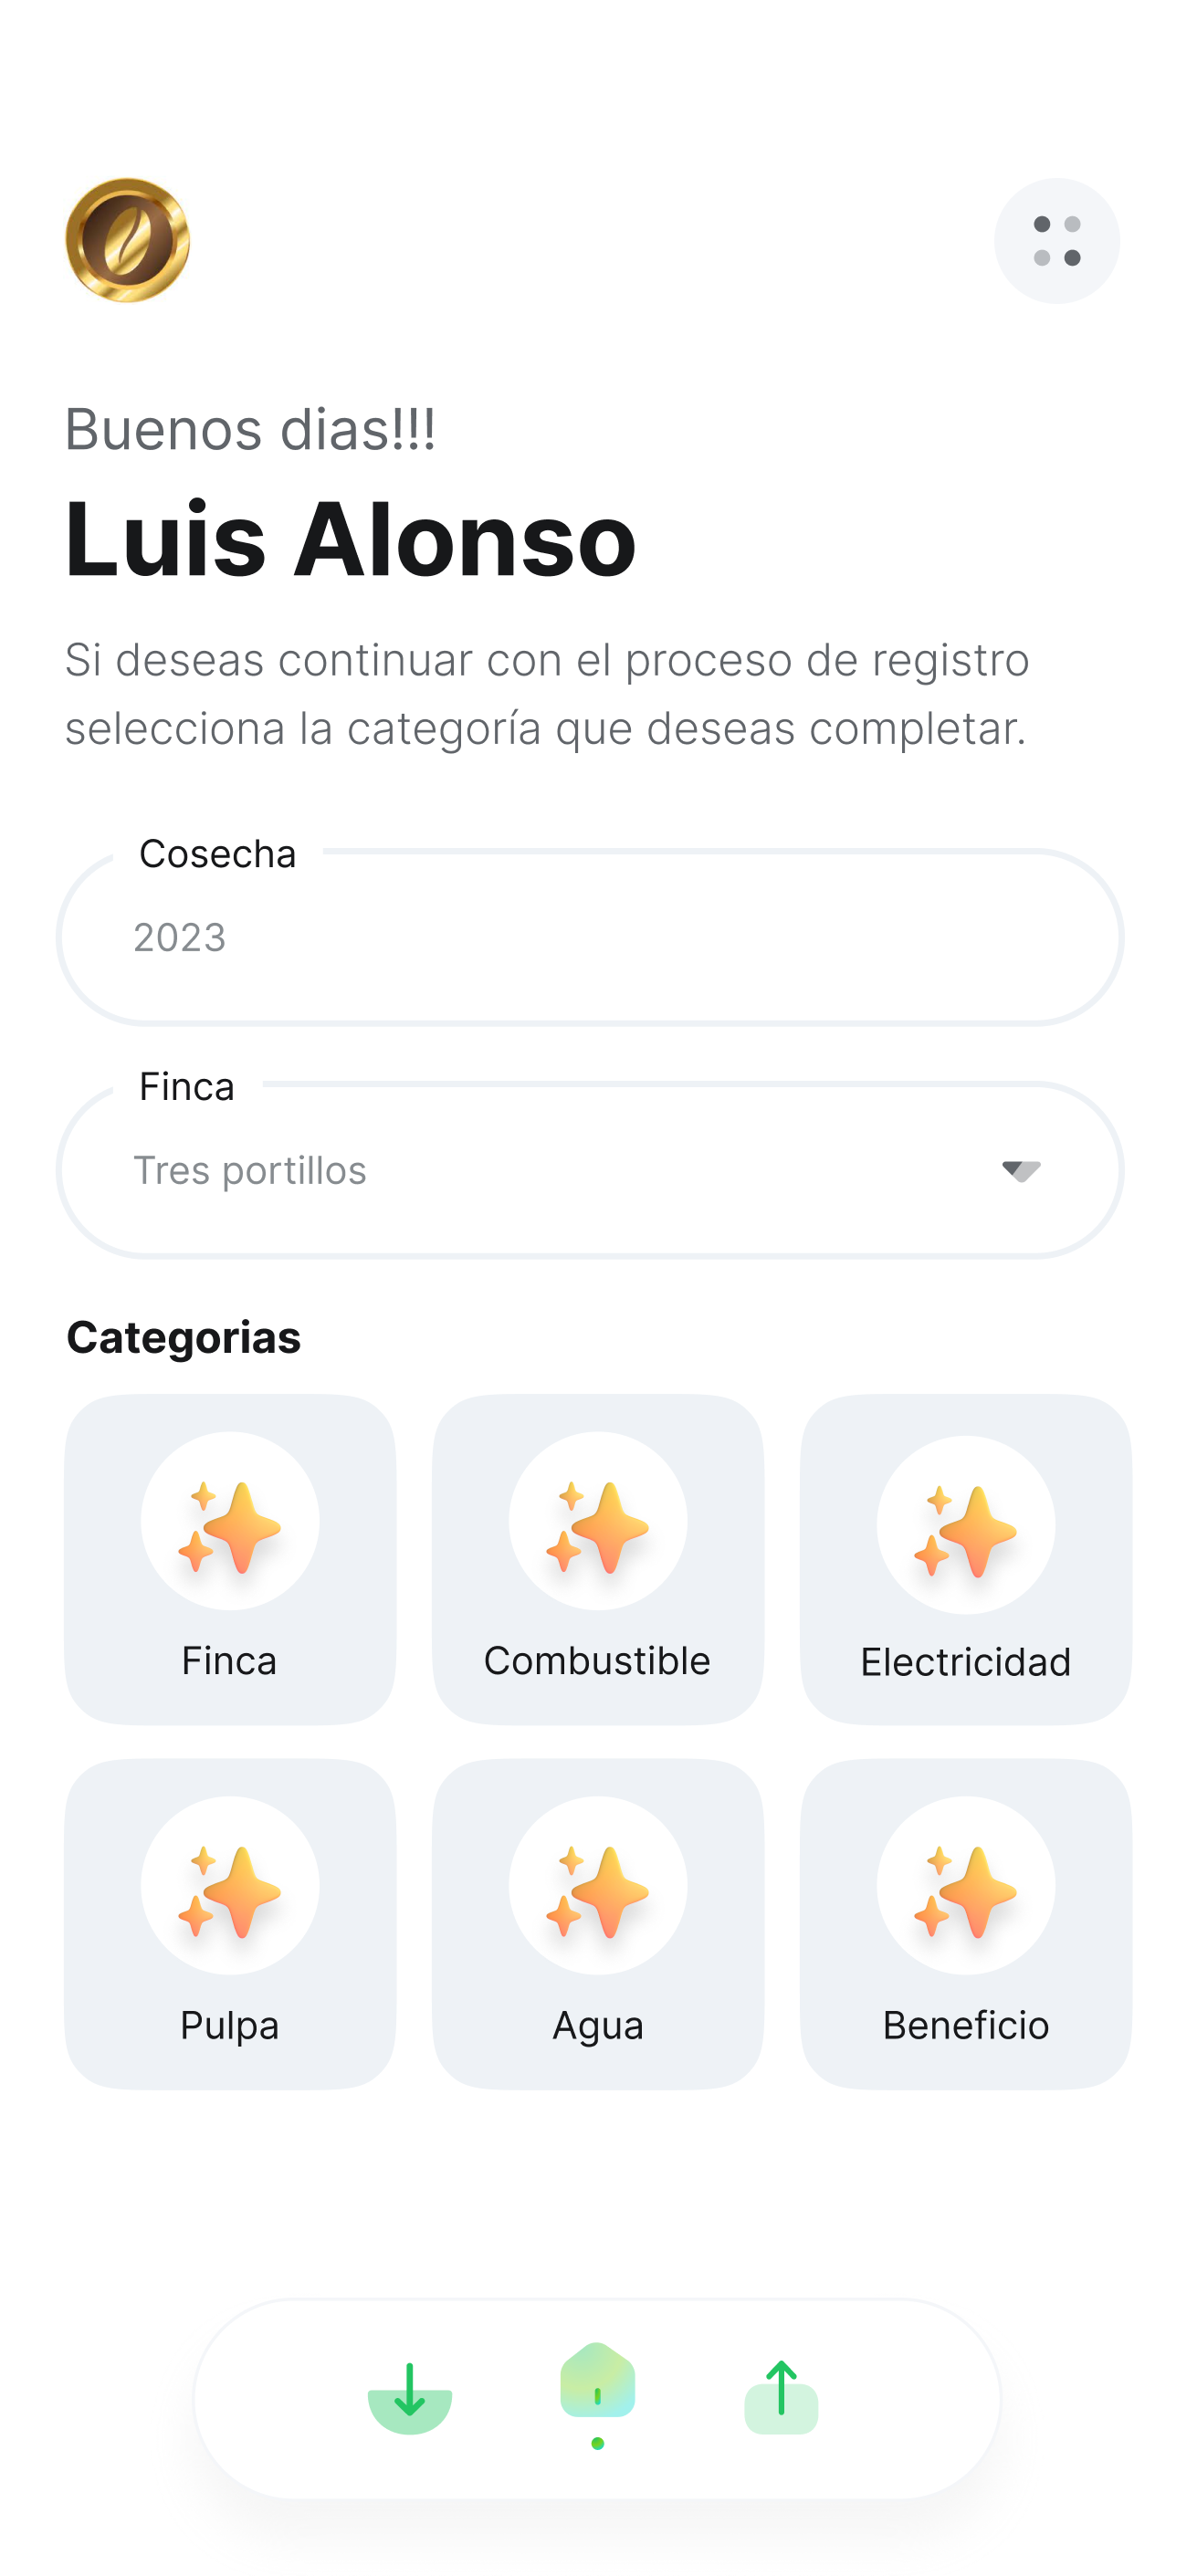 Buenos dias!!!
Luis Alonso
Si deseas continuar con el proceso de registro
selecciona la categoría que deseas completar.
Cosecha
2023
Finca
Tres portillos
Categorias
Finca
Combustible
Electricidad
Pulpa
Agua
Beneficio